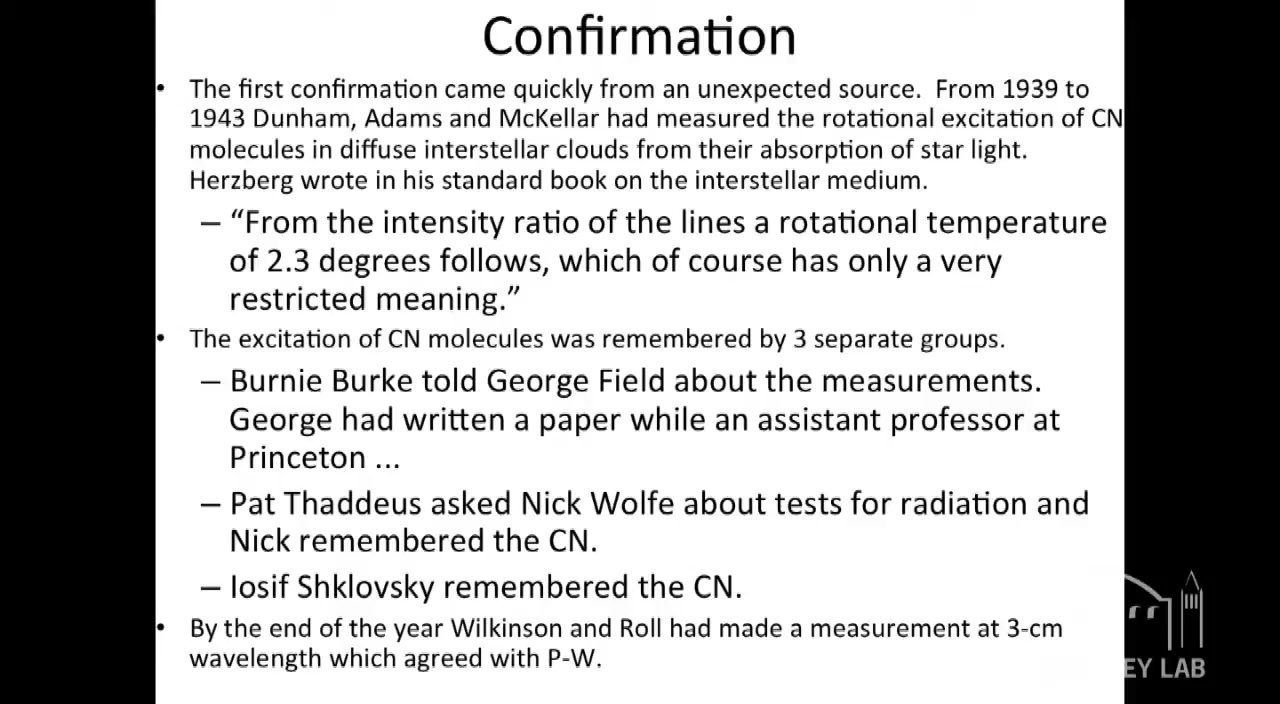 Confirmation
• The first confirmation came quickly from an unexpected source.  From 1939 to
1943 Dunham, Adams and McKellar had measured the rotational excitation of CN
molecules in diffuse interstellar clouds from their absorption of star light.
Herzberg wrote in his standard book on the interstellar medium.
– “From the intensity ratio of the lines a rotational temperature
of 2.3 degrees follows, which of course has only a very
restricted meaning.”
• The excitation of CN molecules was remembered by 3 separate groups.
– Burnie Burke told George Field about the measurements.
George had written a paper while an assistant professor at
Princeton ...
– Pat Thaddeus asked Nick Wolfe about tests for radiation and
Nick remembered the CN.
– Iosif Shklovsky remembered the CN.
• By the end of the year Wilkinson and Roll had made a measurement at 3-cm
wavelength which agreed with P-W.
EY LAB